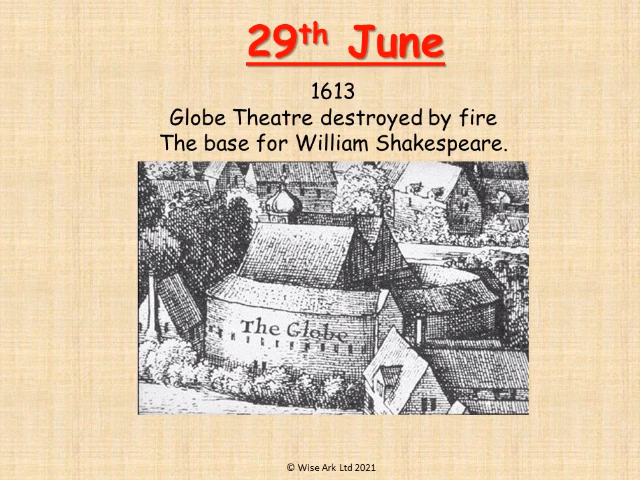 29th June
1613
Globe Theatre destroyed by fire
The base for William Shakespeare.
The Globe
© Wise Ark Ltd 2021